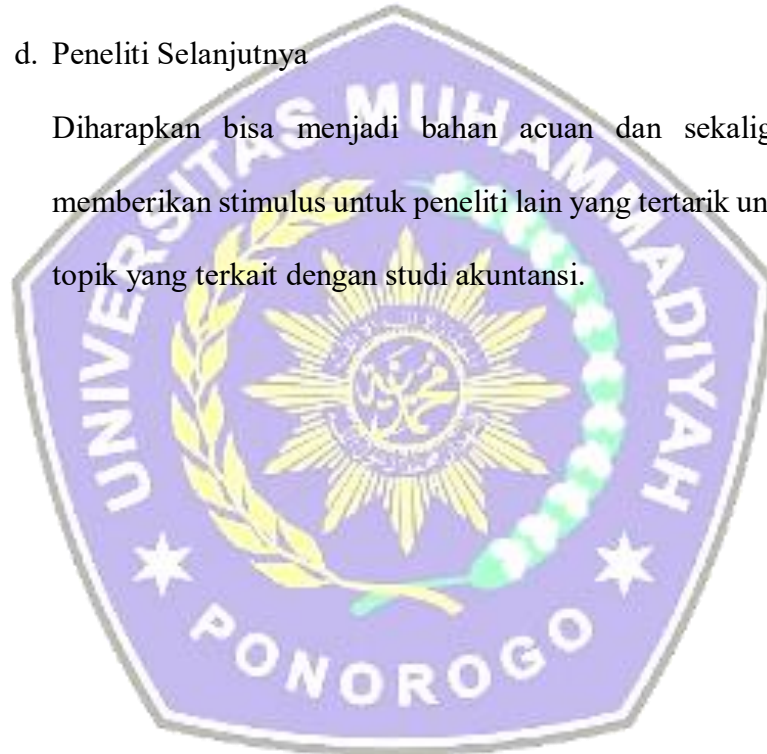 d. Peneliti Selanjutnya
Diharapkan bisa menjadi bahan acuan dan sekalig
memberikan stimulus untuk peneliti lain yang tertarik un
topik yang terkait dengan studi akuntansi.
UNIVERSITAS MUHAMMADIYAH
PONOROGO